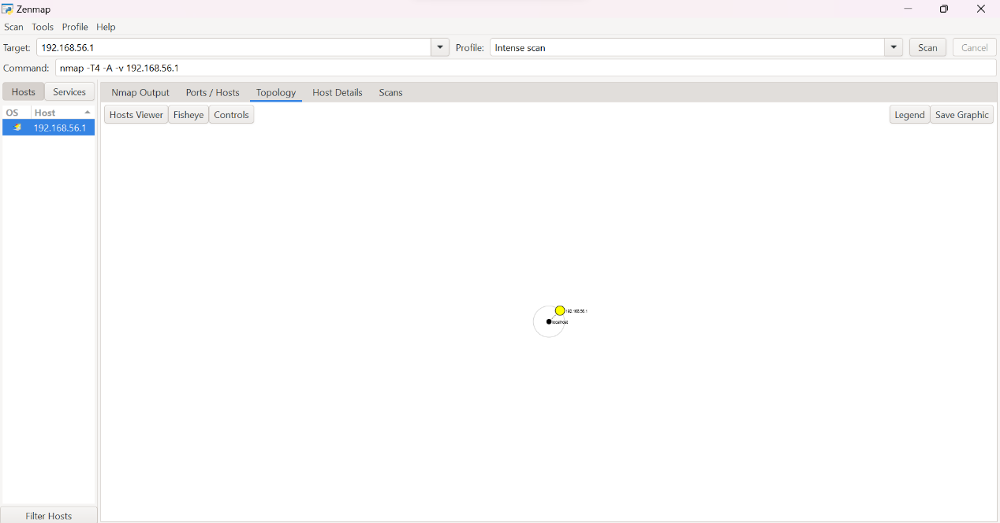 Zenmap
Scan Tools Profile Help
Target: 192.168.56.1 Profile: Intense scan Scan Cancel
Command: nmap -T4 -A -v 192.168.56.1
Hosts Services Nmap Output Ports / Hosts Topology Host Details Scans
OS Host Hosts Viewer Fisheye Controls Legend Save Graphic
192.168.56.1
192.168.56.1
localhost
Filter Hosts